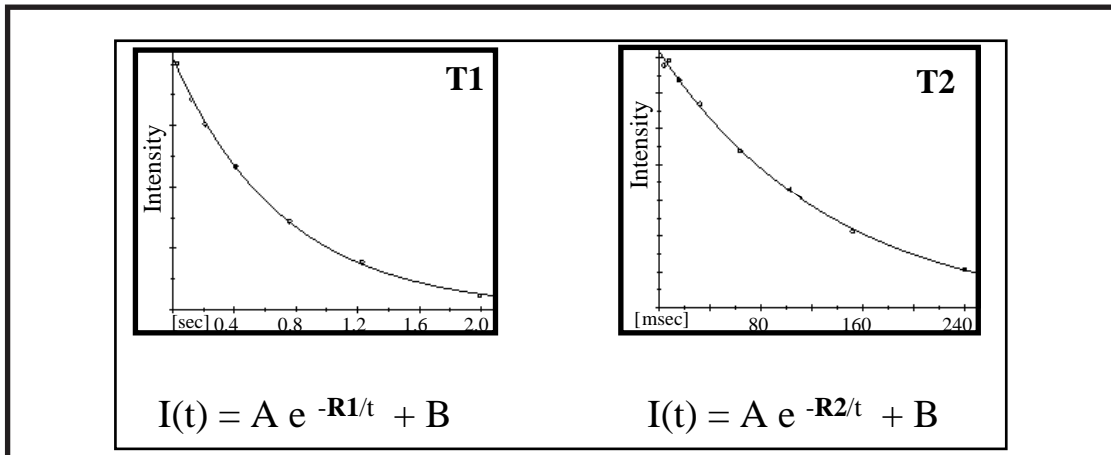 T1
Intensity
[sec] 0.4 0.8 1.2 1.6 2.0
I(t) = A e -R1/t + B
T2
Intensity
[msec] 80 160 240
I(t) = A e -R2/t + B